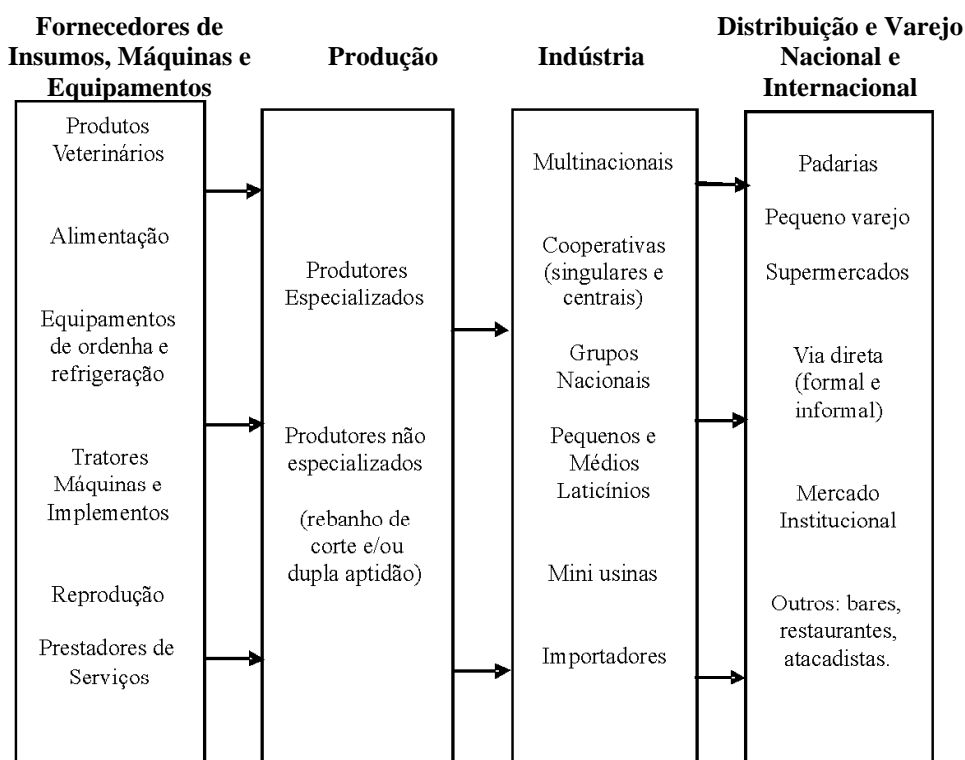 Fornecedores de
Insumos, Máquinas e
Equipamentos
Produtos
Veterinários
Alimentação
Equipamentos
de ordenha e
refrigeração
Tratores
Máquinas e
Implementos
Reprodução
Prestadores de
Serviços
Produção
Produtores
Especializados
Produtores não
especializados
(rebanho de
corte e/ou
dupla aptidão)
Indústria
Multinacionais
Cooperativas
(singulares e
centrais)
Grupos
Nacionais
Pequenos e
Médios
Laticínios
Mini usinas
Importadores
Distribuição e Varejo
Nacional e
Internacional
Padarias
Pequeno varejo
Supermercados
Via direta
(formal e
informal)
Mercado
Institucional
Outros: bares,
restaurantes,
atacadistas.